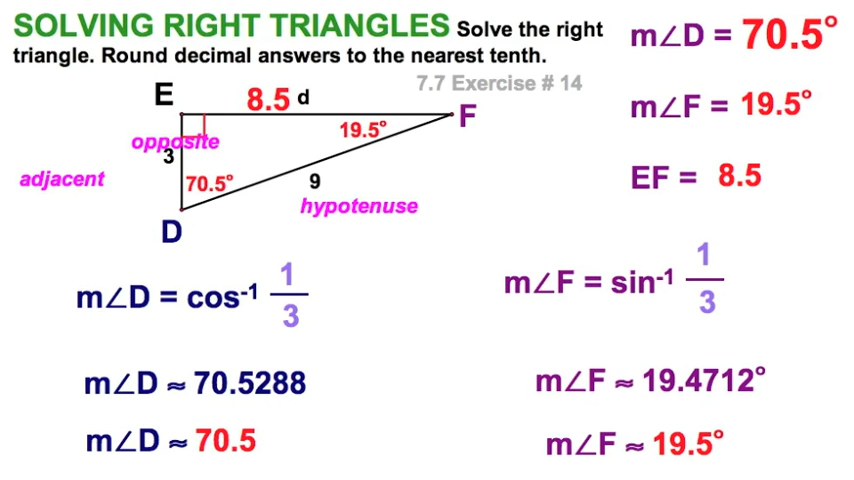 SOLVING RIGHT TRIANGLES Solve the right
triangle. Round decimal answers to the nearest tenth.
7.7 Exercise # 14
m∠D = 70.5°
m∠F = 19.5°
EF = 8.5
E
8.5 d
F
19.5°
opposite
3
adjacent
70.5°
9
hypotenuse
D
m∠D = cos⁻¹ 1/3
m∠D ≈ 70.5288
m∠D ≈ 70.5
m∠F = sin⁻¹ 1/3
m∠F ≈ 19.4712°
m∠F ≈ 19.5°